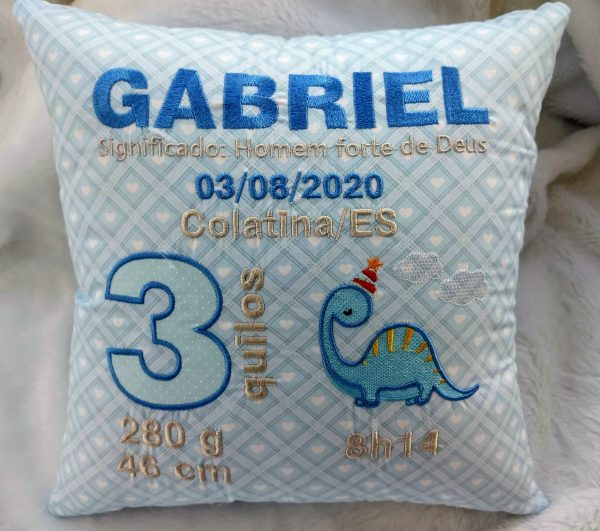 GABRIEL
Significado: Homem forte de Deus
03/08/2020
Colatina/ES
3
quilos
280 g
46 cm
8h14